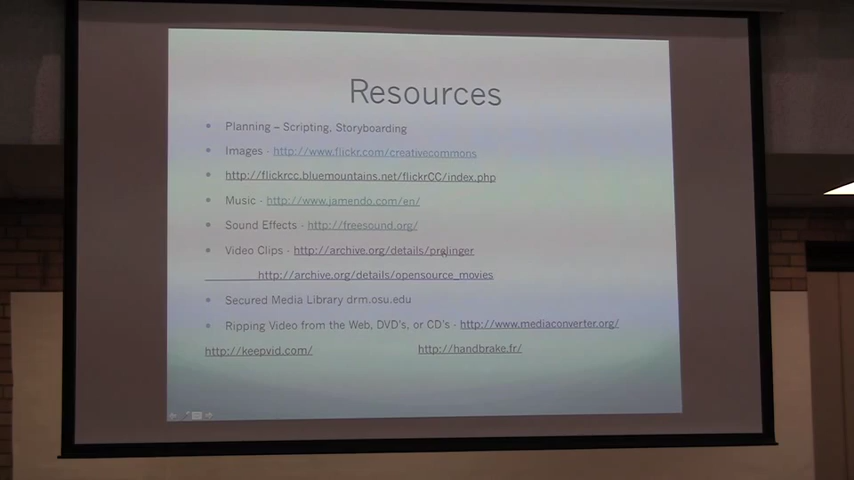 Resources
Planning – Scripting, Storyboarding
Images - http://www.flickr.com/creativecommons
http://flickrcc.bluemountains.net/flickrCC/index.php
Music - http://www.jamendo.com/en/
Sound Effects - http://freesound.org/
Video Clips - http://archive.org/details/prelinger
http://archive.org/details/opensource_movies
Secured Media Library drm.osu.edu
Ripping Video from the Web, DVD's, or CD's - http://www.mediaconverter.org/
http://keepvid.com/ http://handbrake.fr/